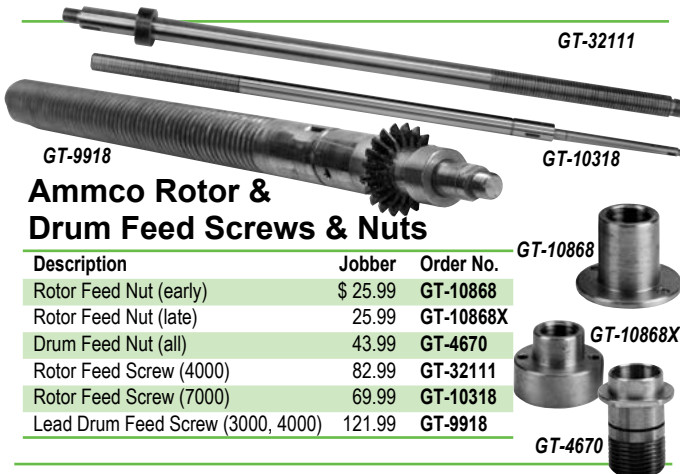 GT-32111
GT-9918
GT-10318
Ammco Rotor &
Drum Feed Screws & Nuts
Description Jobber Order No.
Rotor Feed Nut (early) $ 25.99 GT-10868
Rotor Feed Nut (late) 25.99 GT-10868X
Drum Feed Nut (all) 43.99 GT-4670
Rotor Feed Screw (4000) 82.99 GT-32111
Rotor Feed Screw (7000) 69.99 GT-10318
Lead Drum Feed Screw (3000, 4000) 121.99 GT-9918
GT-10868
GT-10868X
GT-4670